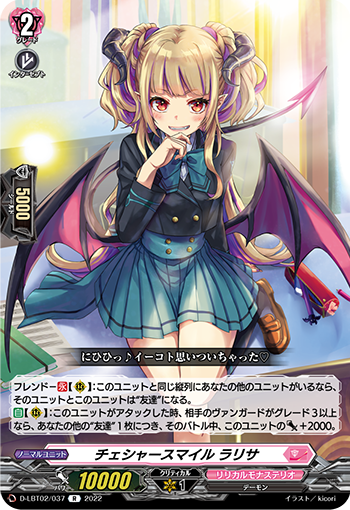 2
グレード
インターセプト
5000
シールド
にひひっ♪イーコト思いついちゃった♡
フレンドー永【Ⓡ】:このユニットと同じ縦列にあなたの他のユニットがいるなら、
そのユニットとこのユニットは“友達”になる。
自【Ⓡ】:このユニットがアタックした時、相手のヴァンガードがグレード3以上
なら、あなたの他の“友達”1枚につき、そのバトル中、このユニットの+2000。
ノーマルユニット
チェシャースマイル ラリサ
リリカルモナステリオ
パワー
10000
クリティカル
1
デーモン
D-LBT02/037 R 2022
イラスト/kicori